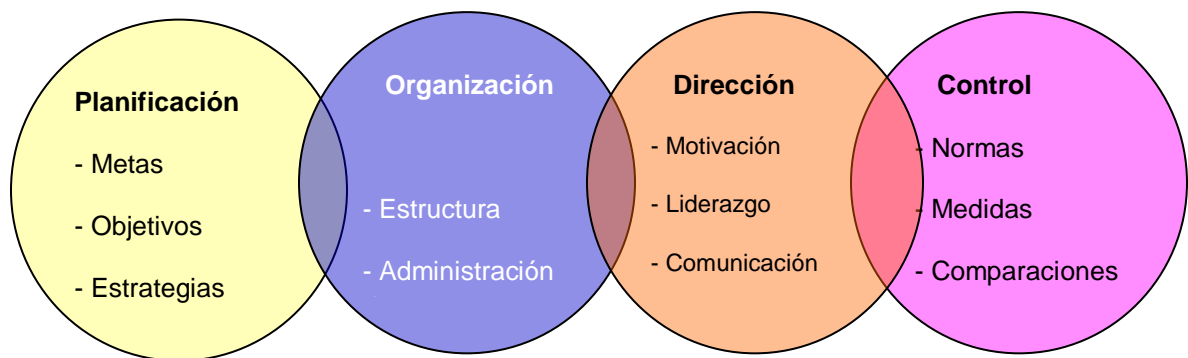 Planificación
- Metas
- Objetivos
- Estrategias
Organización
- Estructura
- Administración
Dirección
- Motivación
- Liderazgo
- Comunicación
Control
- Normas
- Medidas
- Comparaciones